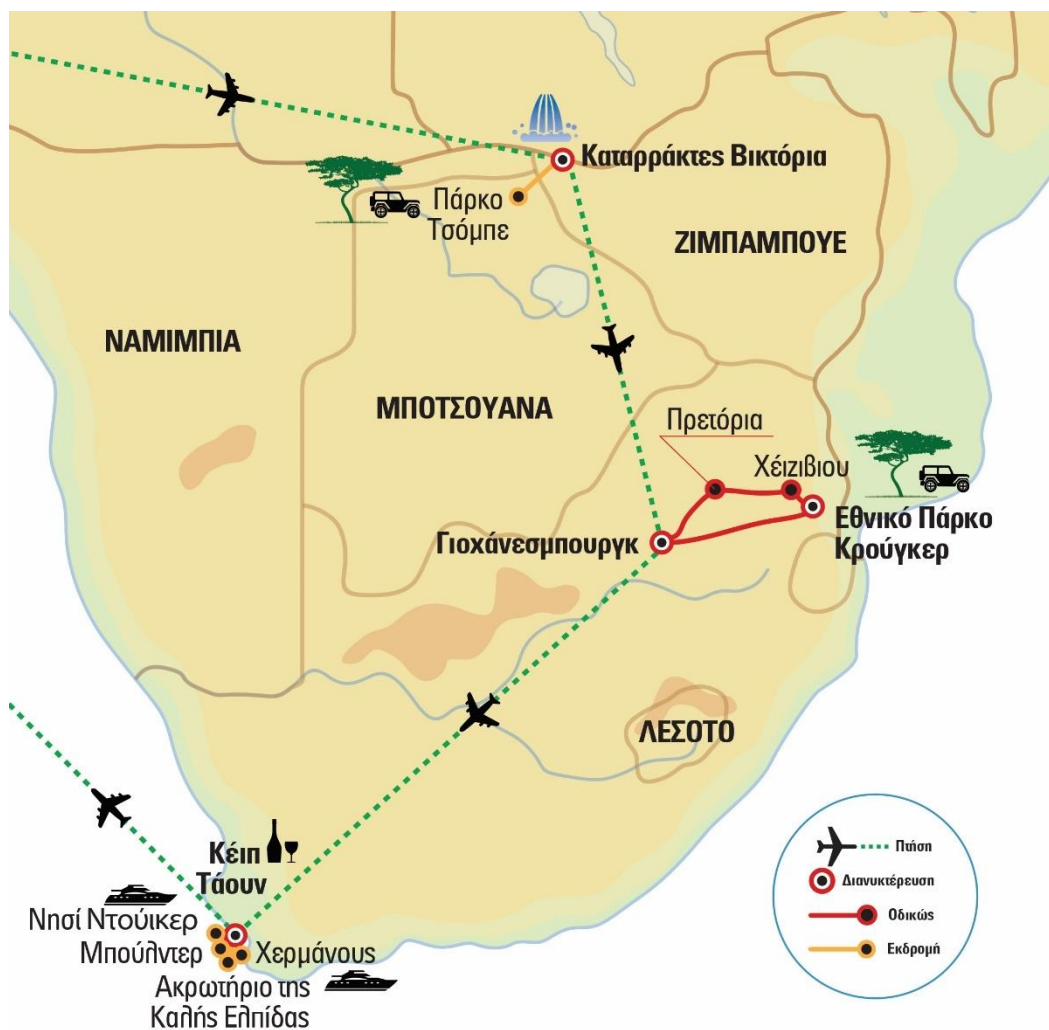 Καταρράκτες Βικτόρια
Πάρκο
Τσόμπε
ΖΙΜΠΑΜΠΟΥΕ
ΝΑΜΙΜΠΙΑ
ΜΠΟΤΣΟΥΑΝΑ
Πρετόρια
Χέιζιβιου
Εθνικό Πάρκο
Κρούγκερ
Γιοχάνεσμπουργκ
ΛΕΣΟΤΟ
Κέιπ
Τάουν
Νησί Ντούικερ
Μπούλντερ
Χερμάνους
Ακρωτήριο της
Καλής Ελπίδας
Πτήση
Διανυκτέρευση
Οδικώς
Εκδρομή